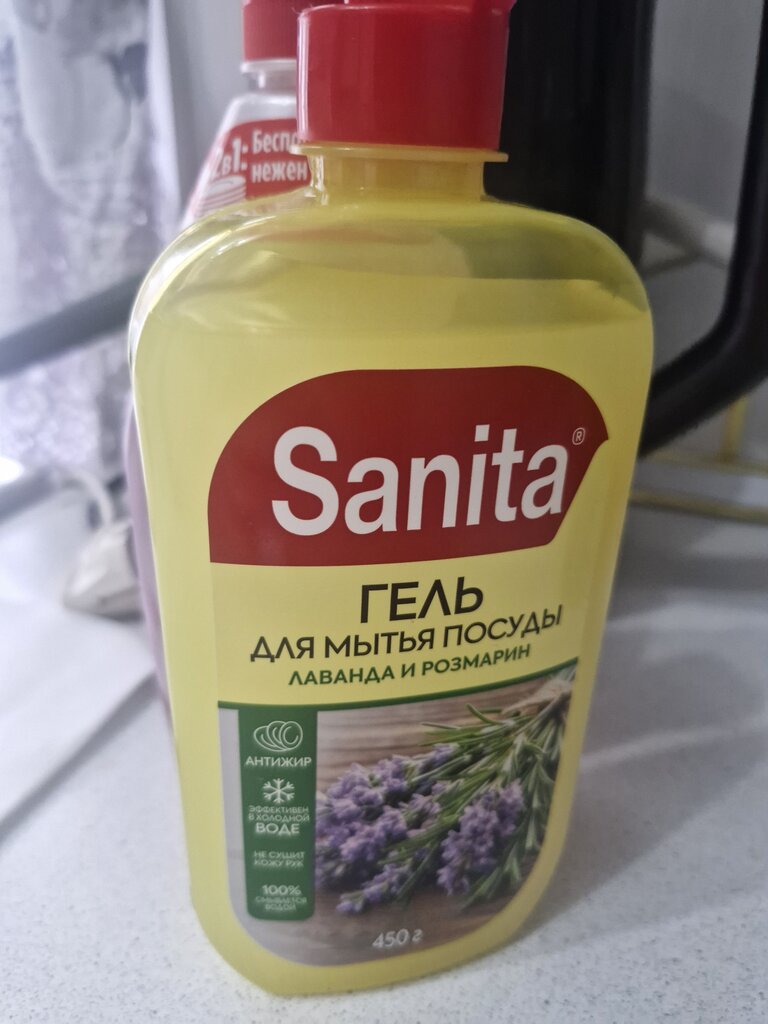 2в1:
Беспо
нежен
Sanita®
ГЕЛЬ
ДЛЯ МЫТЬЯ ПОСУДЫ
ЛАВАНДА И РОЗМАРИН
АНТИЖИР
ЭФФЕКТИВЕН
В ХОЛОДНОЙ
ВОДЕ
НЕ СУШИТ
КОЖУ РУК
100%
СМЫВАЕТСЯ
ВОДОЙ
450 г